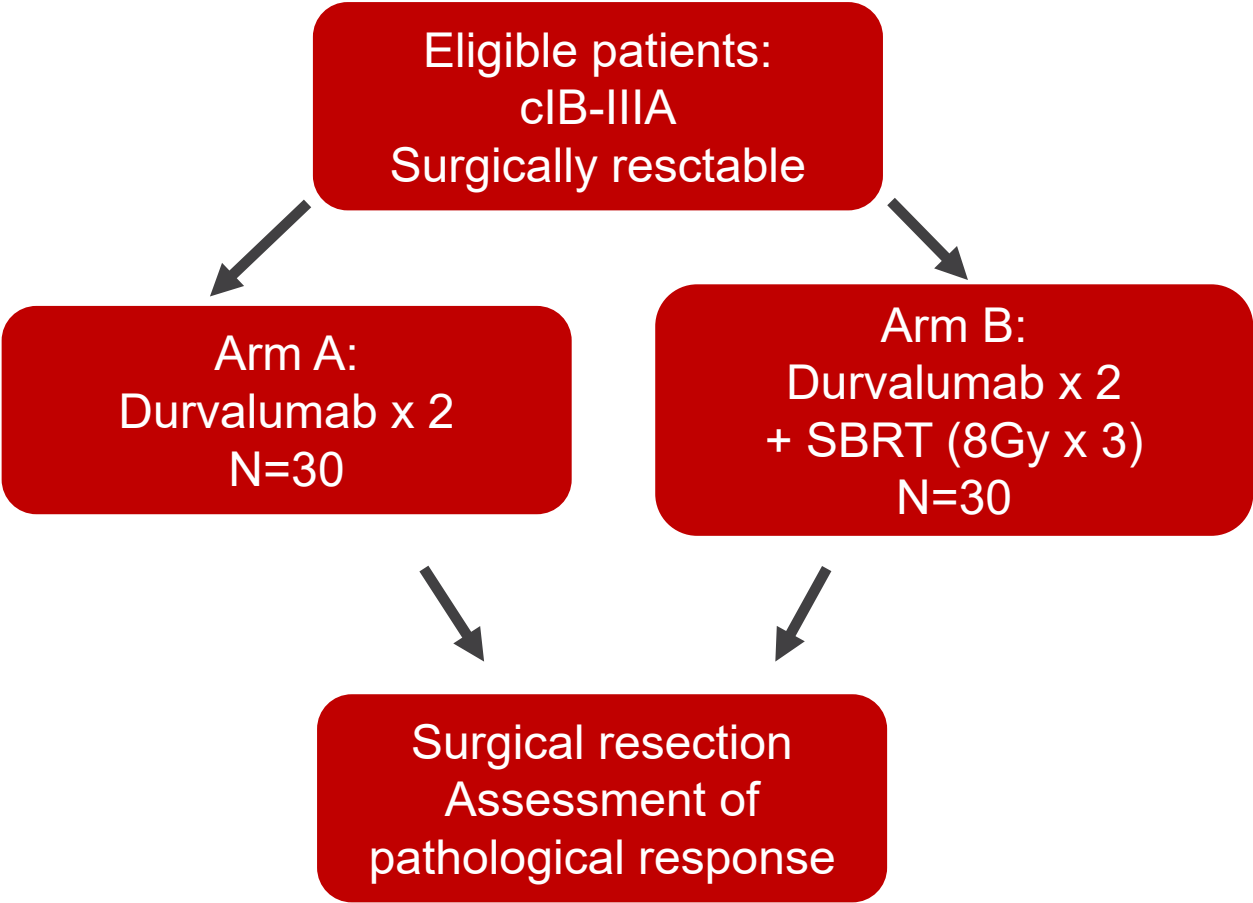 Eligible patients:
cIB-IIIA
Surgically resctable
Arm A:
Durvalumab x 2
N=30
Arm B:
Durvalumab x 2
+ SBRT (8Gy x 3)
N=30
Surgical resection
Assessment of
pathological response